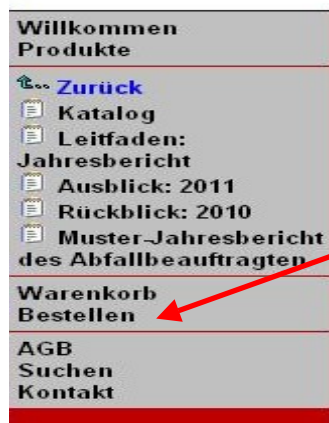 Willkommen
Produkte
Zurück
Katalog
Leitfaden:
Jahresbericht
Ausblick: 2011
Rückblick: 2010
Muster-Jahresbericht
des Abfallbeauftragten
Warenkorb
Bestellen
AGB
Suchen
Kontakt